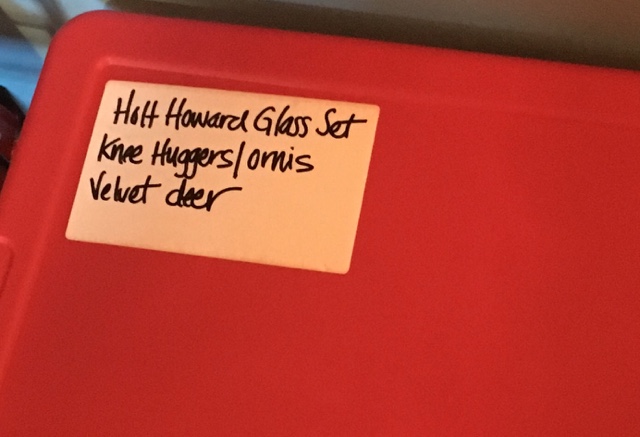 Holt Howard Glass Set
Knee Huggers/ornis
Velvet deer